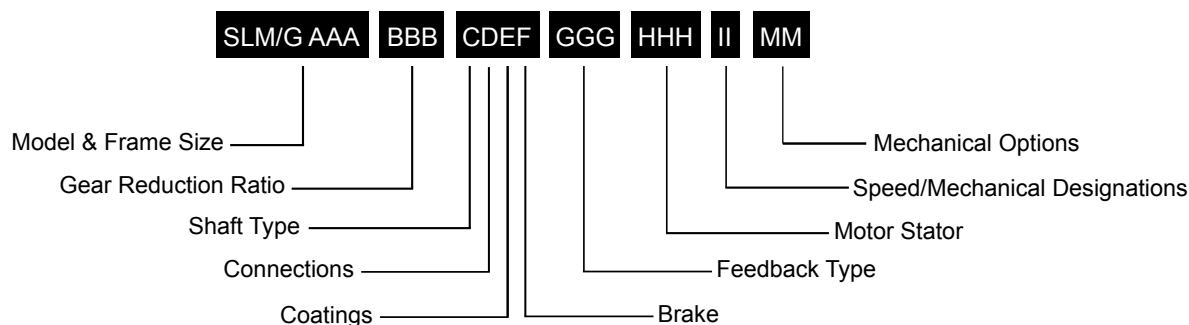 SLM/G AAA BBB CDEF GGG HHH II MM
Model & Frame Size Mechanical Options
Gear Reduction Ratio Speed/Mechanical Designations
Shaft Type Motor Stator
Connections Feedback Type
Coatings Brake